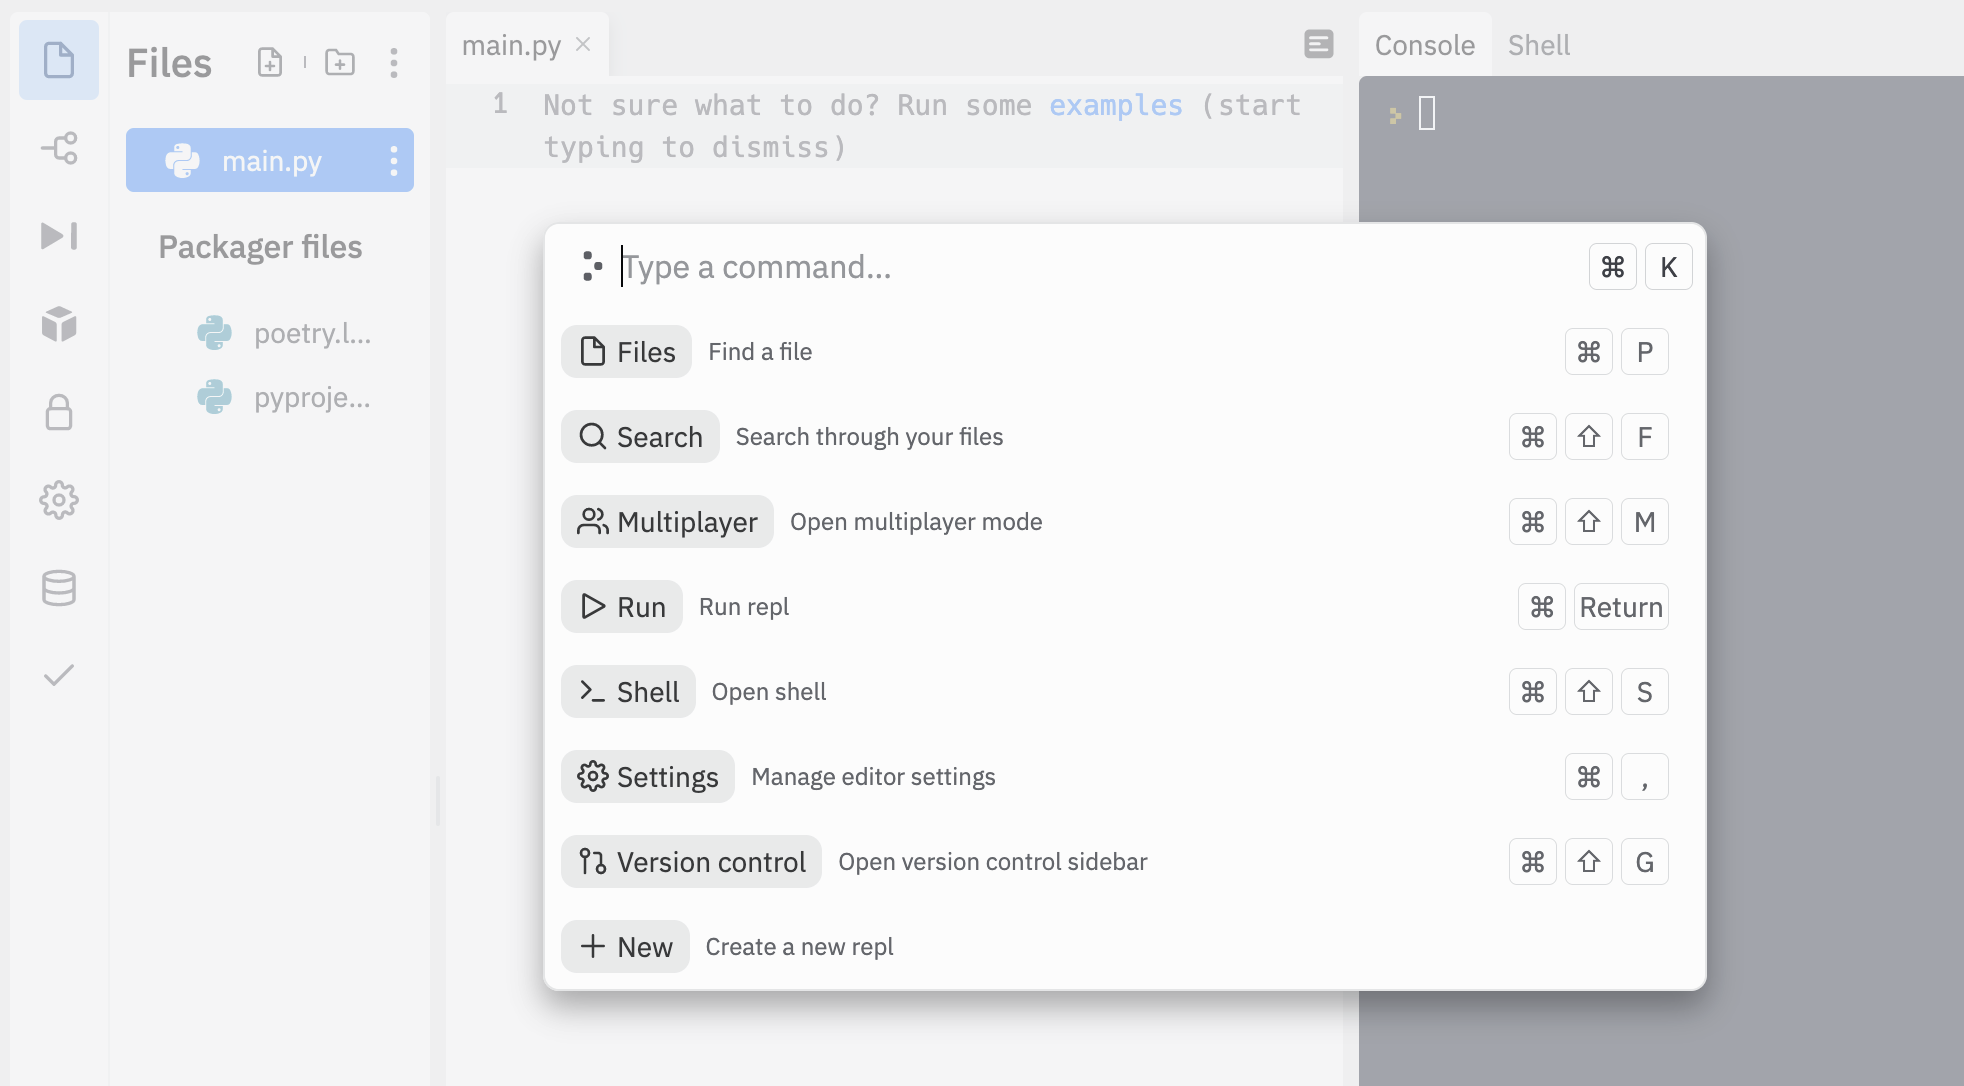 Files
main.py
Packager files
poetry.l...
pyproje...
main.py
1 Not sure what to do? Run some examples (start
typing to dismiss)
Console Shell
Type a command... ⌘ K
Files Find a file ⌘ P
Search Search through your files ⌘ ⇧ F
Multiplayer Open multiplayer mode ⌘ ⇧ M
Run Run repl ⌘ Return
Shell Open shell ⌘ ⇧ S
Settings Manage editor settings ⌘ ,
Version control Open version control sidebar ⌘ ⇧ G
New Create a new repl